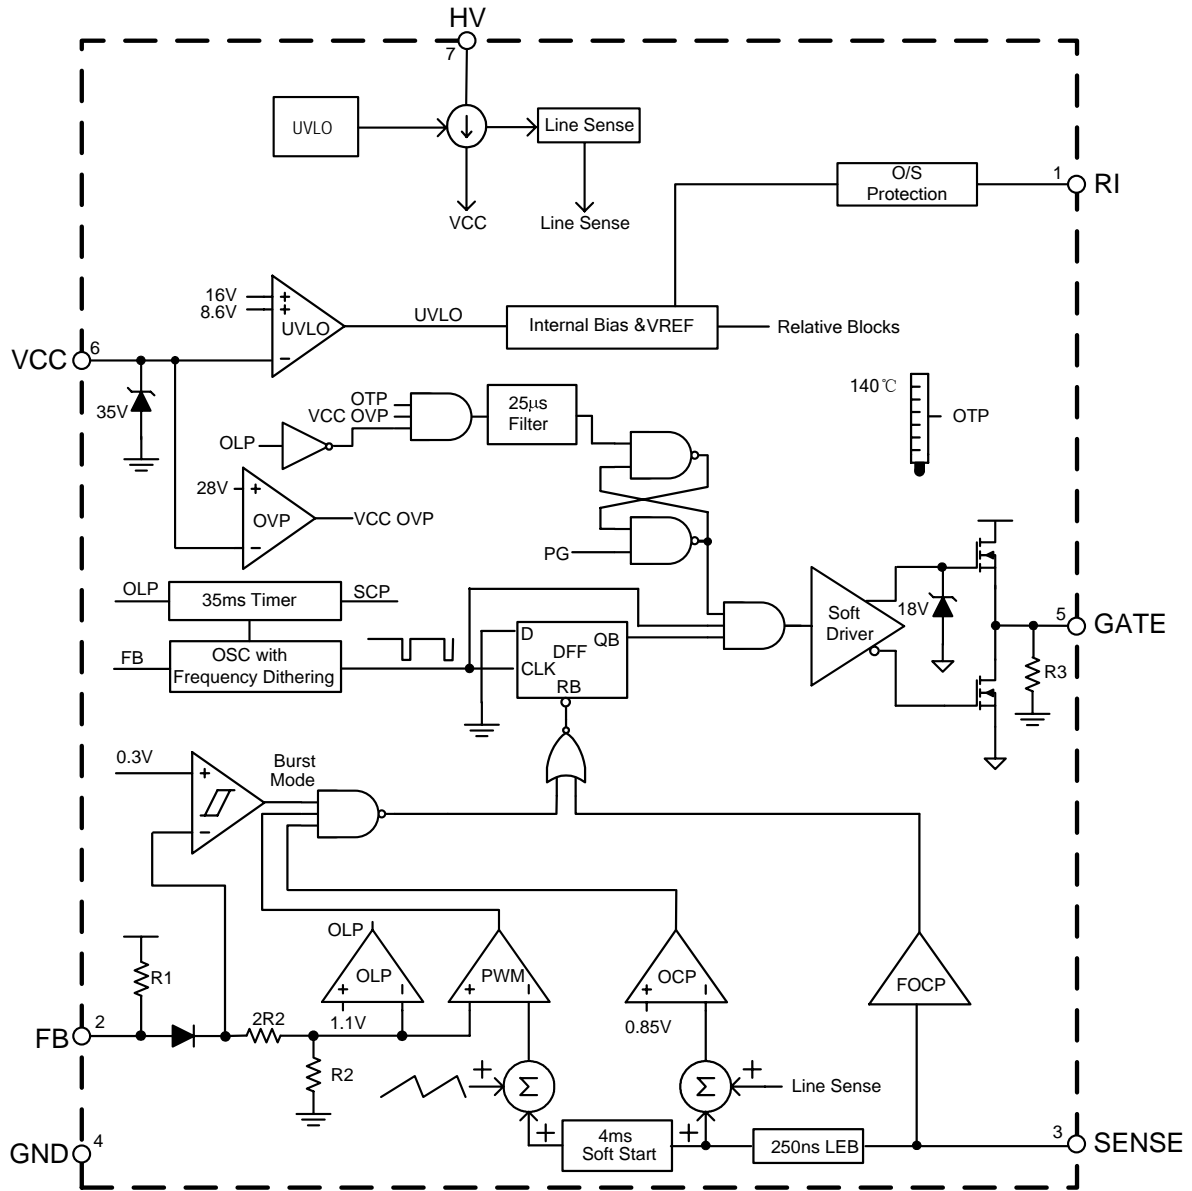 HV
7
UVLO
Line Sense
VCC
Line Sense
O/S
Protection
1
RI
16V
8.6V
+
+
UVLO
−
UVLO
Internal Bias &VREF
Relative Blocks
VCC
6
35V
140℃
OTP
OTP
VCC OVP
OLP
25μs
Filter
28V
+
OVP
−
VCC OVP
PG
OLP
35ms Timer
SCP
FB
OSC with
Frequency Dithering
D
QB
DFF
CLK
RB
Soft
Driver
18V
5
GATE
R3
0.3V
+
−
Burst
Mode
OLP
R1
OLP
+
−
1.1V
PWM
+
−
OCP
+
−
0.85V
FOCP
FB
2
2R2
R2
+
Σ
+
+
Σ
+
Line Sense
4ms
Soft Start
250ns LEB
3
SENSE
GND
4